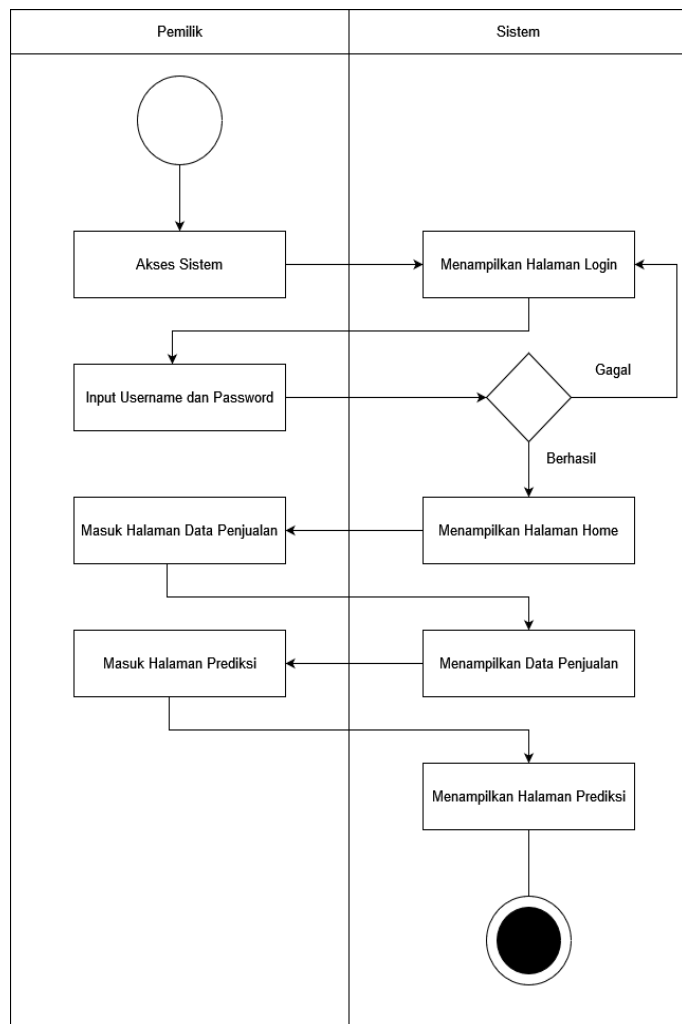 Pemilik
Sistem
Akses Sistem
Menampilkan Halaman Login
Input Username dan Password
Gagal
Berhasil
Masuk Halaman Data Penjualan
Menampilkan Halaman Home
Masuk Halaman Prediksi
Menampilkan Data Penjualan
Menampilkan Halaman Prediksi